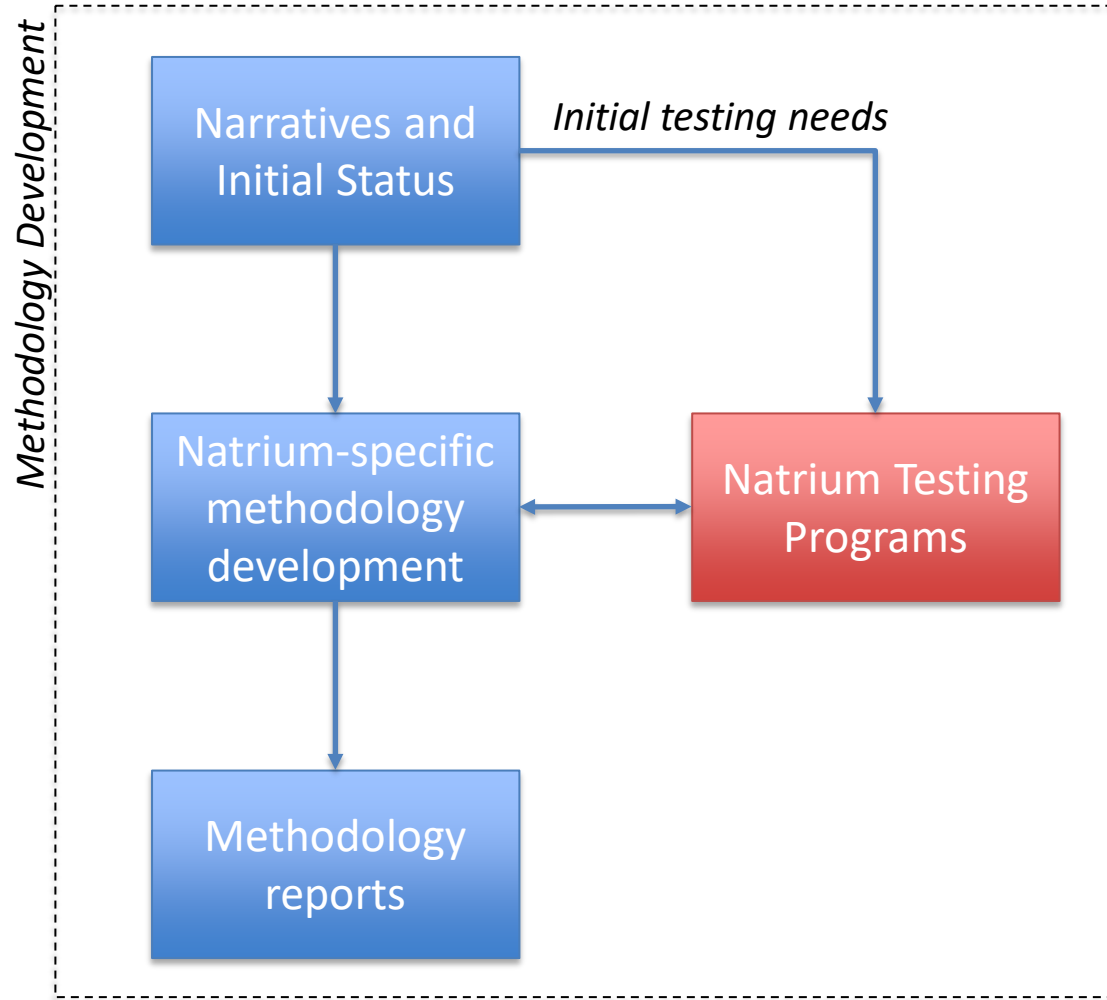 Methodology Development
Narratives and
Initial Status
Initial testing needs
Natrium-specific
methodology
development
Natrium Testing
Programs
Methodology
reports